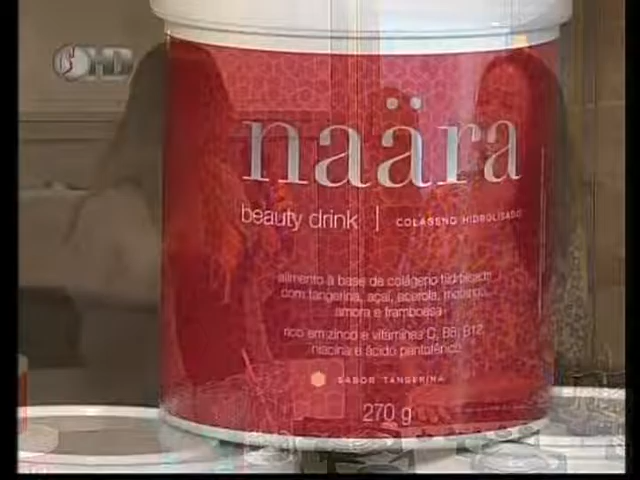 HD
naära
beauty drink | COLÁGENO HIDROLISADO
alimento à base de colágeno hidrolisado
com tangerina, açaí, acerola, morango,
amora e framboesa
rico em zinco e vitaminas C, B6, B12,
niacina e ácido pantotênico
SABOR TANGERINA
270 g